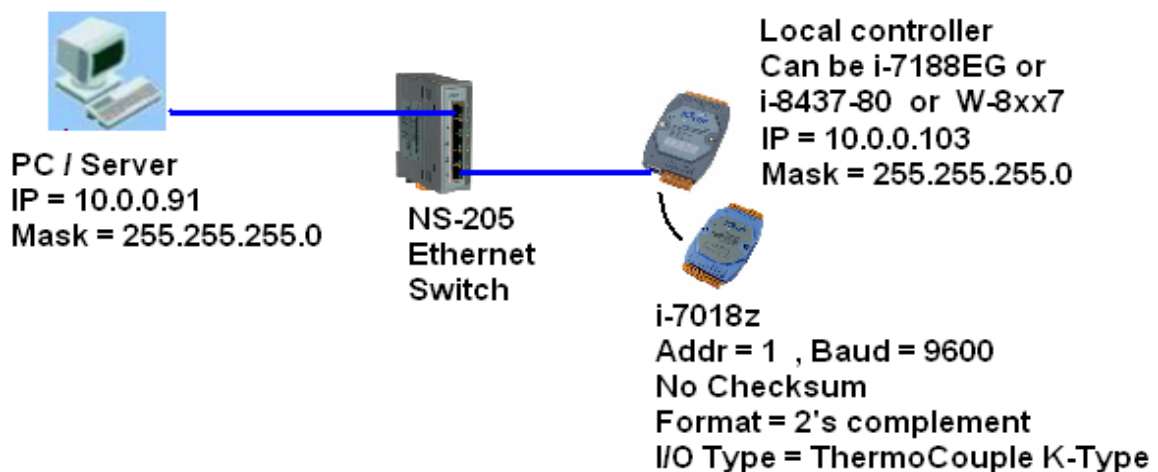 PC / Server
IP = 10.0.0.91
Mask = 255.255.255.0
NS-205
Ethernet
Switch
Local controller
Can be i-7188EG or
i-8437-80 or W-8xx7
IP = 10.0.0.103
Mask = 255.255.255.0
i-7018z
Addr = 1 , Baud = 9600
No Checksum
Format = 2's complement
I/O Type = ThermoCouple K-Type